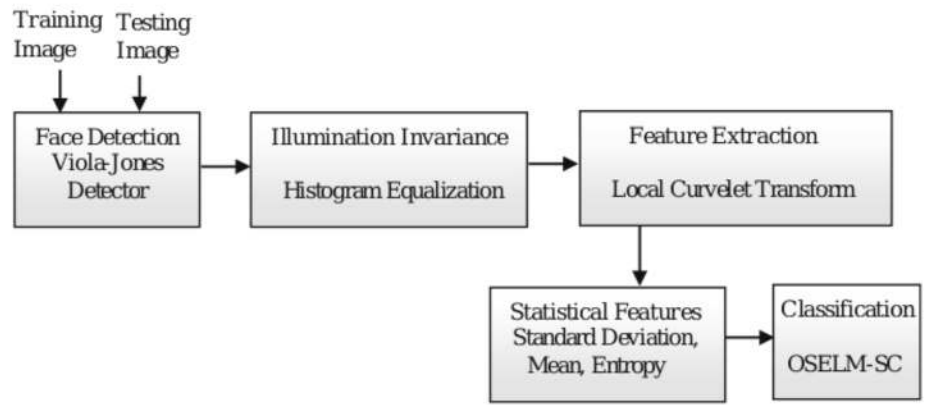 Training
Image
Testing
Image
Face Detection
Viola-Jones
Detector
Illumination Invariance
Histogram Equalization
Feature Extraction
Local Curvelet Transform
Statistical Features
Standard Deviation,
Mean, Entropy
Classification
OSELM-SC